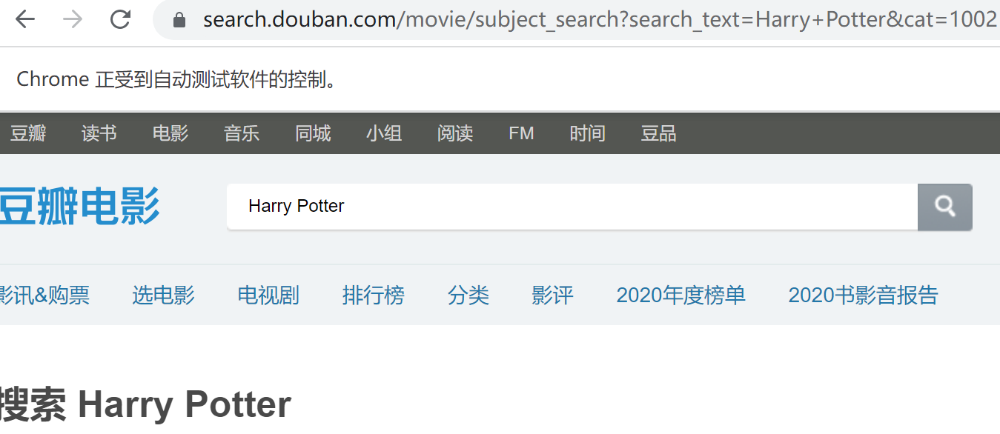 search.douban.com/movie/subject_search?search_text=Harry+Potter&cat=1002
Chrome 正受到自动测试软件的控制。
豆瓣 读书 电影 音乐 同城 小组 阅读 FM 时间 豆品
豆瓣电影
Harry Potter
影讯&购票 选电影 电视剧 排行榜 分类 影评 2020年度榜单 2020书影音报告
搜索 Harry Potter